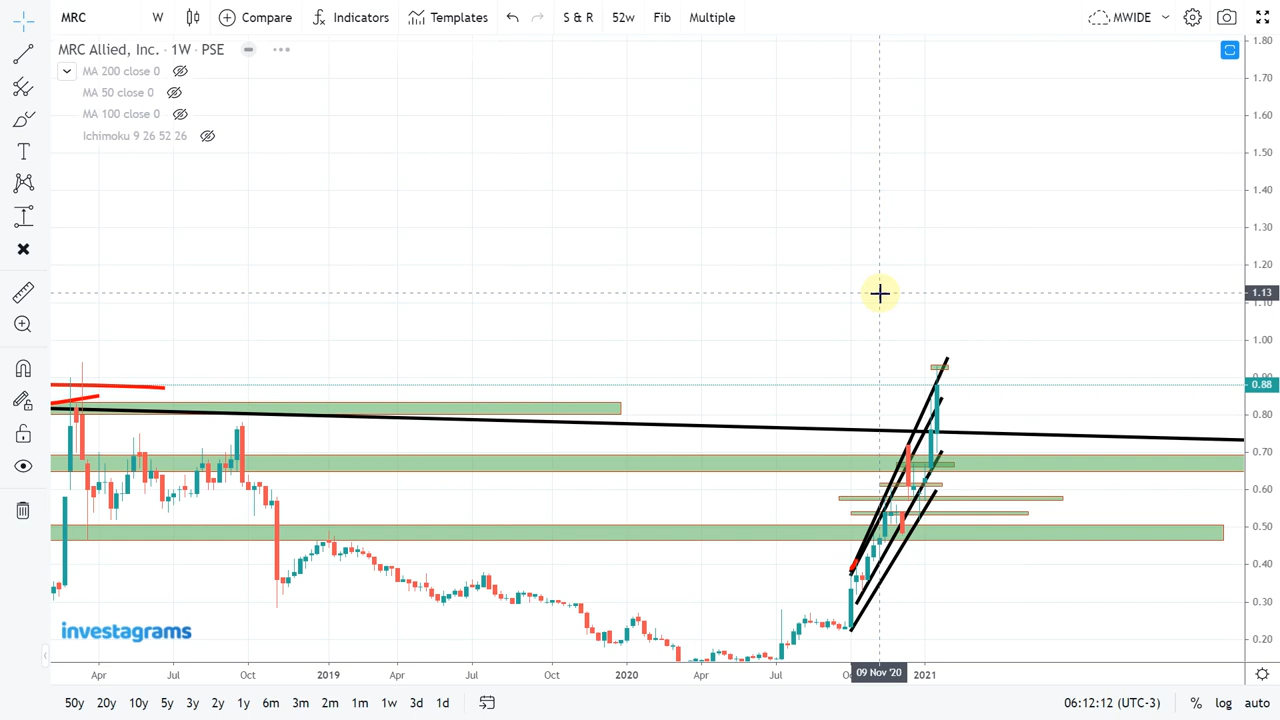 MRC W Compare Indicators Templates S & R 52w Fib Multiple MWIDE
MRC Allied, Inc. · 1W · PSE
MA 200 close 0
MA 50 close 0
MA 100 close 0
Ichimoku 9 26 52 26
1.80
1.70
1.60
1.50
1.40
1.30
1.20
1.13
1.10
1.00
0.88
0.80
0.70
0.60
0.50
0.40
0.30
0.20
investagrams
Apr Jul Oct 2019 Apr Jul Oct 2020 Apr Jul 09 Nov '20 2021
50y 20y 10y 5y 3y 2y 1y 6m 3m 2m 1m 1w 3d 1d 06:12:12 (UTC-3) % log auto